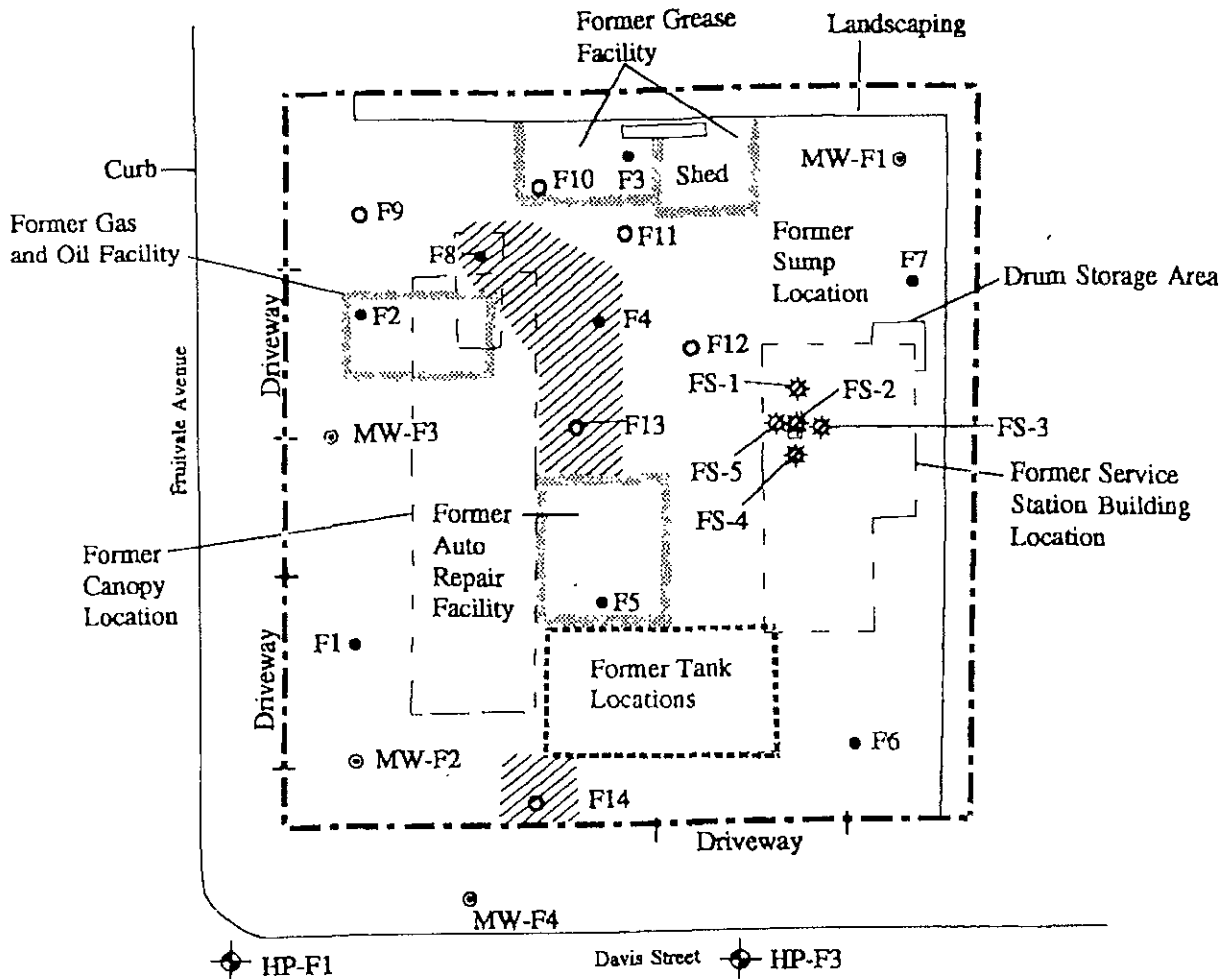 Former Grease
Facility
Landscaping
Curb
F10
F3
Shed
MW-F1
F9
Former Gas
and Oil Facility
F8
F11
Former
Sump
Location
F7
Drum Storage Area
Driveway
F2
F4
F12
FS-1
FS-2
Fruitvale Avenue
MW-F3
F13
FS-3
FS-5
FS-4
Former Service
Station Building
Location
Former
Canopy
Location
Former
Auto
Repair
Facility
F5
F1
Driveway
Former Tank
Locations
MW-F2
F6
F14
Driveway
MW-F4
HP-F1
Davis Street
HP-F3